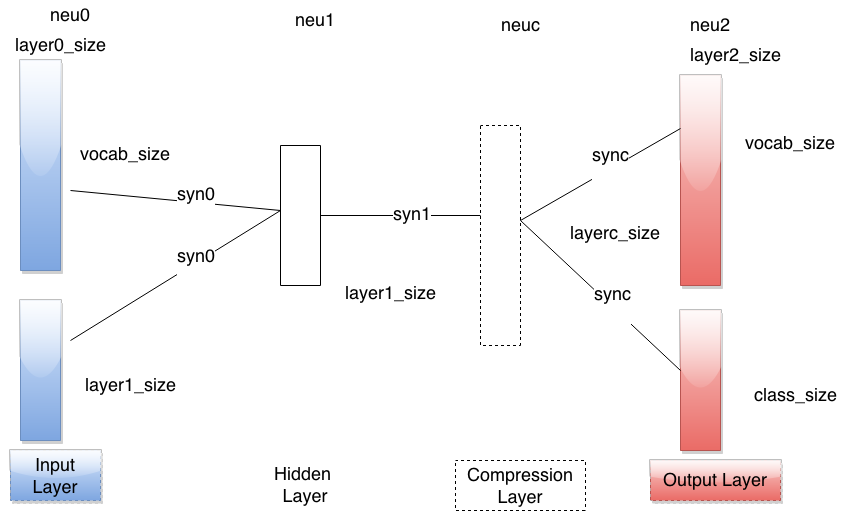 neu0
neu1
neuc
neu2
layer0_size
layer2_size
vocab_size
sync
vocab_size
syn0
syn1
layerc_size
syn0
layer1_size
sync
layer1_size
class_size
Input
Layer
Hidden
Layer
Compression
Layer
Output Layer